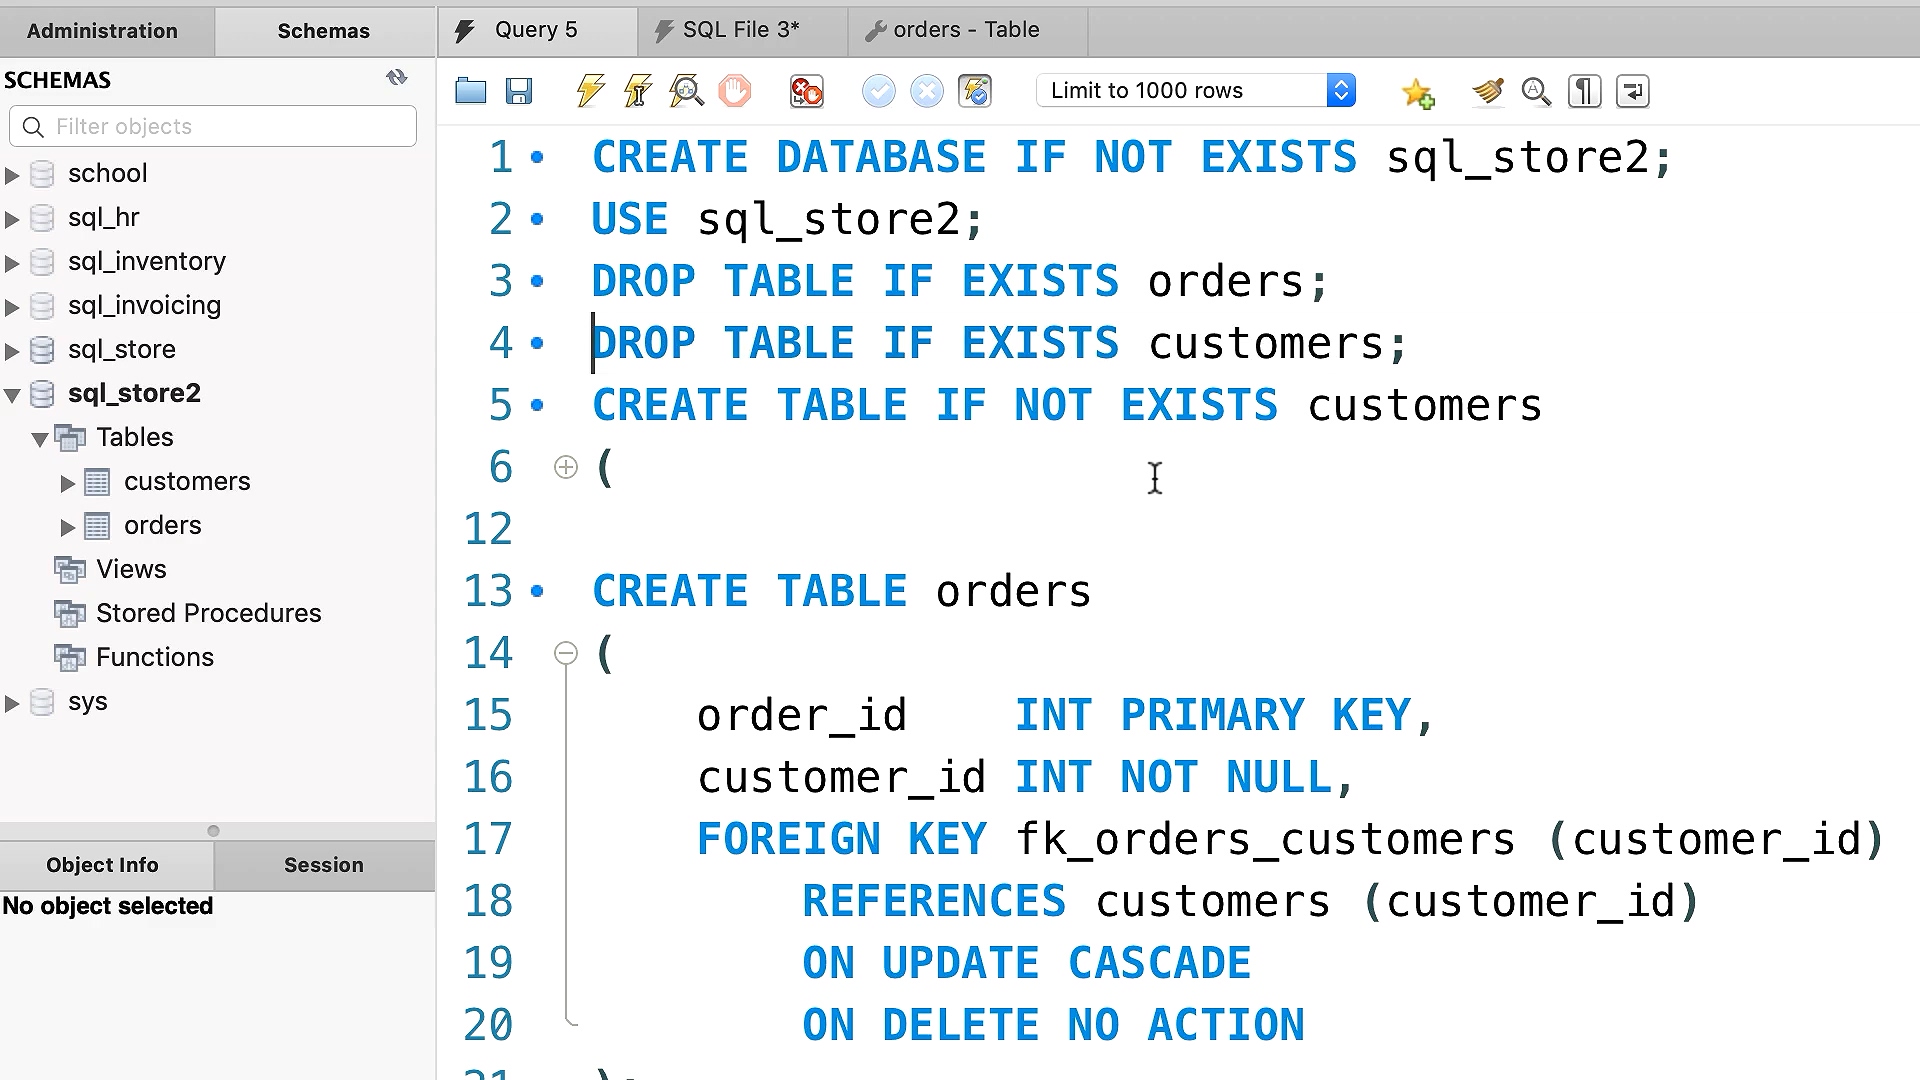 Administration
Schemas
SCHEMAS
Filter objects
school
sql_hr
sql_inventory
sql_invoicing
sql_store
sql_store2
Tables
customers
orders
Views
Stored Procedures
Functions
sys
Object Info
Session
No object selected
Query 5
SQL File 3*
orders - Table
Limit to 1000 rows
1 CREATE DATABASE IF NOT EXISTS sql_store2;
2 USE sql_store2;
3 DROP TABLE IF EXISTS orders;
4 DROP TABLE IF EXISTS customers;
5 CREATE TABLE IF NOT EXISTS customers
6 (
12
13 CREATE TABLE orders
14 (
15 order_id INT PRIMARY KEY,
16 customer_id INT NOT NULL,
17 FOREIGN KEY fk_orders_customers (customer_id)
18 REFERENCES customers (customer_id)
19 ON UPDATE CASCADE
20 ON DELETE NO ACTION
21 );